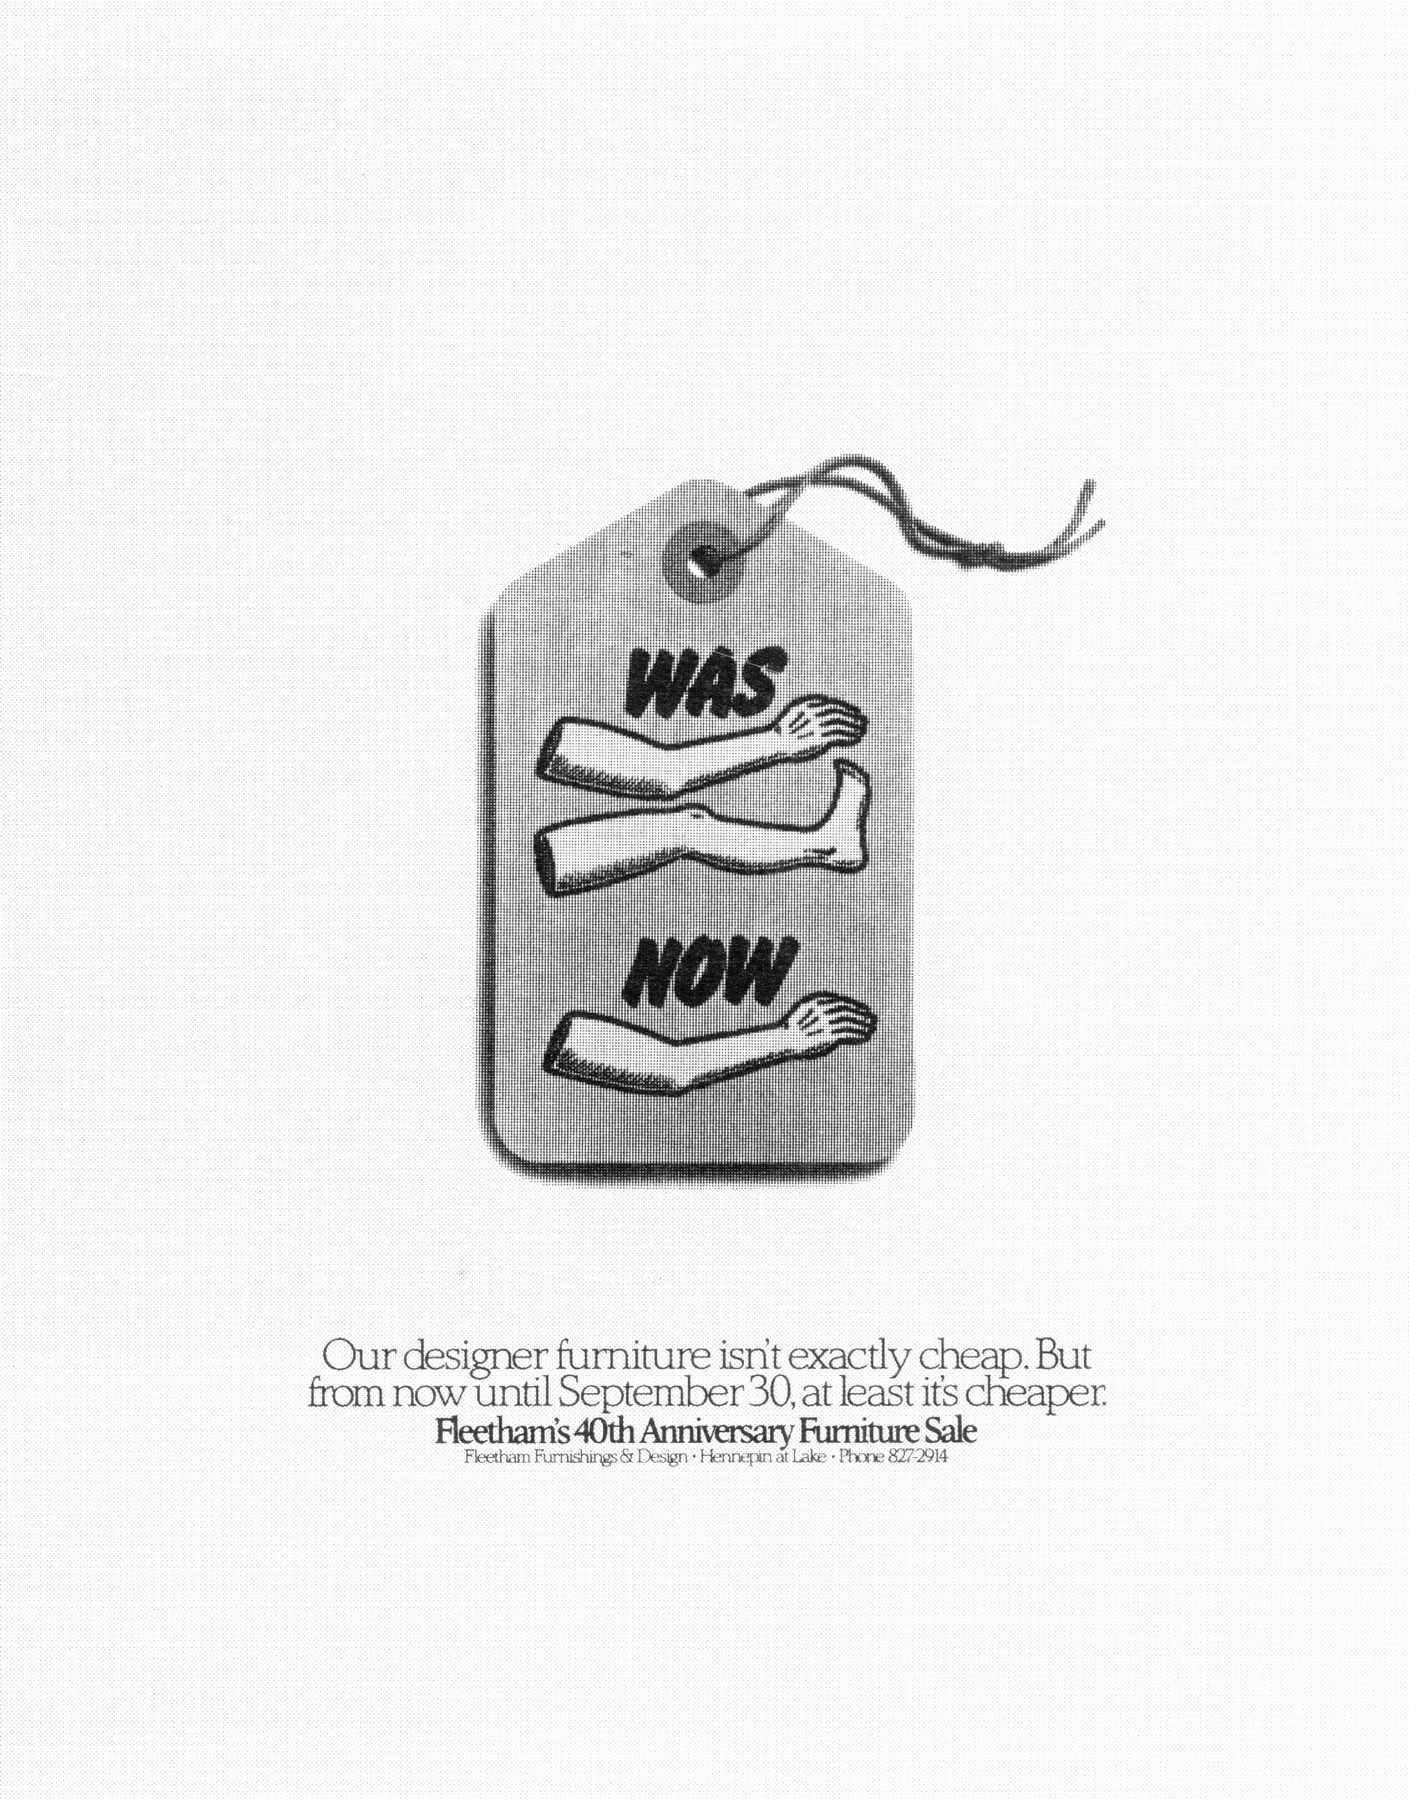 WAS
NOW
Our designer furniture isn't exactly cheap. But
from now until September 30, at least it's cheaper.
Fleetham's 40th Anniversary Furniture Sale
Fleetham Furnishings & Design • Hennepin at Lake • Phone 827-2914